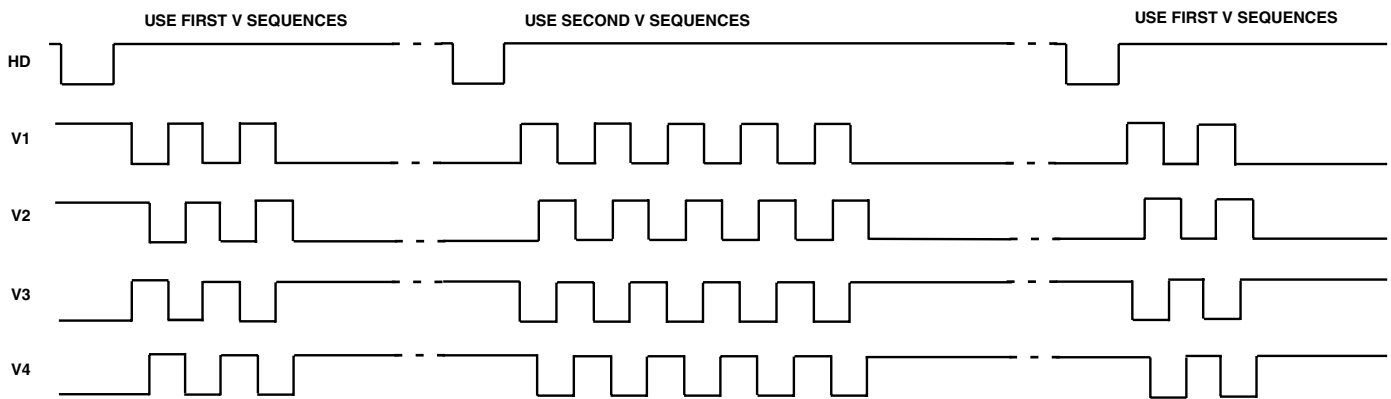 USE FIRST V SEQUENCES
USE SECOND V SEQUENCES
USE FIRST V SEQUENCES
HD
V1
V2
V3
V4